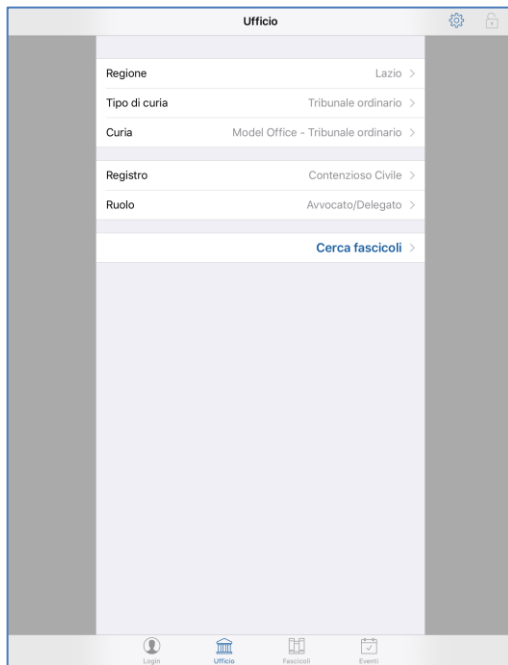 Ufficio
Regione Lazio
Tipo di curia Tribunale ordinario
Curia Model Office - Tribunale ordinario
Registro Contenzioso Civile
Ruolo Avvocato/Delegato
Cerca fascicoli
Login Ufficio Fascicoli Eventi